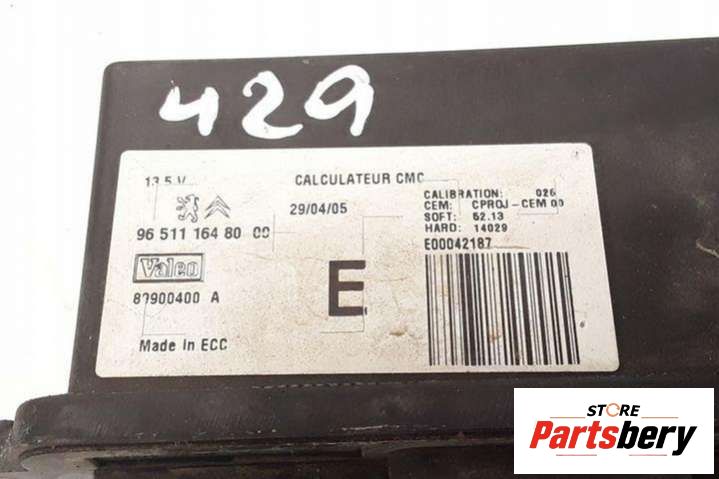 429
13.5 V
CALCULATEUR CMC
29/04/05
96 511 164 80 00
Valeo
89900400 A
Made In ECC
E
CALIBRATION: 026
CEM: CPROJ-CEM 00
SOFT: 52.13
HARD: 14029
E00042187
STORE
Partsbery